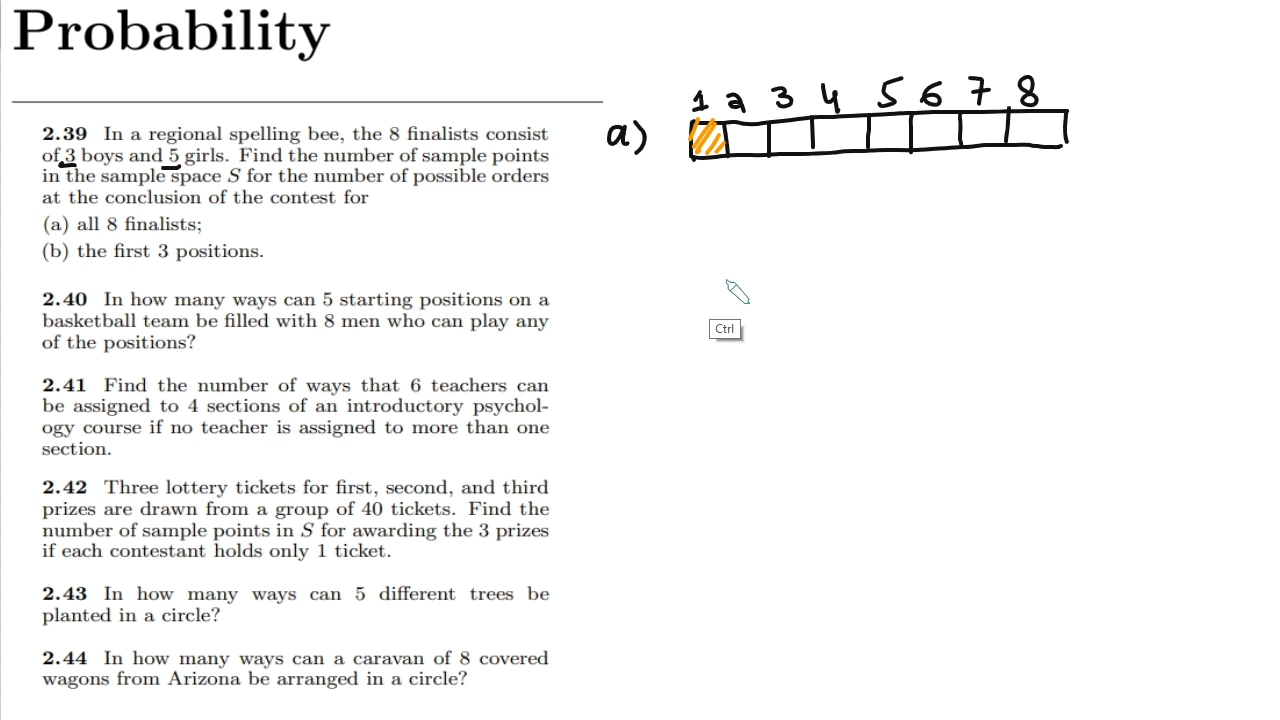 Probability
2.39 In a regional spelling bee, the 8 finalists consist
of 3 boys and 5 girls. Find the number of sample points
in the sample space S for the number of possible orders
at the conclusion of the contest for
(a) all 8 finalists;
(b) the first 3 positions.
2.40 In how many ways can 5 starting positions on a
basketball team be filled with 8 men who can play any
of the positions?
2.41 Find the number of ways that 6 teachers can
be assigned to 4 sections of an introductory psychol-
ogy course if no teacher is assigned to more than one
section.
2.42 Three lottery tickets for first, second, and third
prizes are drawn from a group of 40 tickets. Find the
number of sample points in S for awarding the 3 prizes
if each contestant holds only 1 ticket.
2.43 In how many ways can 5 different trees be
planted in a circle?
2.44 In how many ways can a caravan of 8 covered
wagons from Arizona be arranged in a circle?
1 2 3 4 5 6 7 8
a)
Ctrl